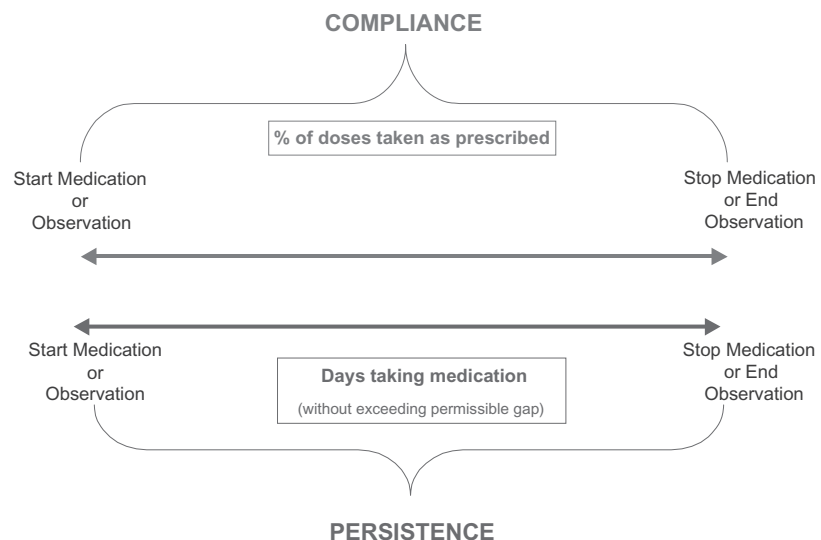 COMPLIANCE
% of doses taken as prescribed
Start Medication
or
Observation
Stop Medication
or End
Observation
Start Medication
or
Observation
Days taking medication
(without exceeding permissible gap)
Stop Medication
or End
Observation
PERSISTENCE